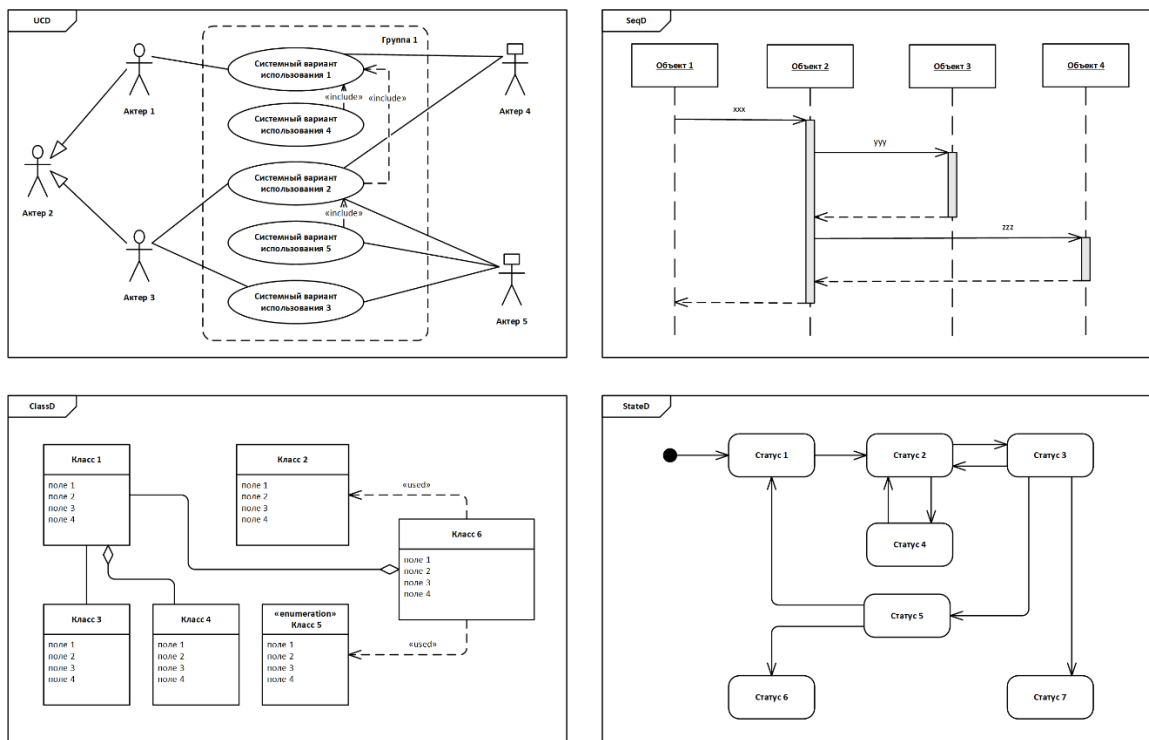 UCD
Группа 1
Системный вариант
использования 1
«include»
«include»
Актер 1
Актер 4
Системный вариант
использования 4
Системный вариант
использования 2
Актер 2
«include»
Системный вариант
использования 5
Актер 3
Системный вариант
использования 3
Актер 5
SeqD
Объект 1
Объект 2
Объект 3
Объект 4
xxx
yyy
zzz
ClassD
Класс 1
поле 1
поле 2
поле 3
поле 4
Класс 2
поле 1
поле 2
поле 3
поле 4
«used»
Класс 6
поле 1
поле 2
поле 3
поле 4
Класс 3
поле 1
поле 2
поле 3
поле 4
Класс 4
поле 1
поле 2
поле 3
поле 4
«enumeration»
Класс 5
поле 1
поле 2
поле 3
поле 4
«used»
StateD
Статус 1
Статус 2
Статус 3
Статус 4
Статус 5
Статус 6
Статус 7